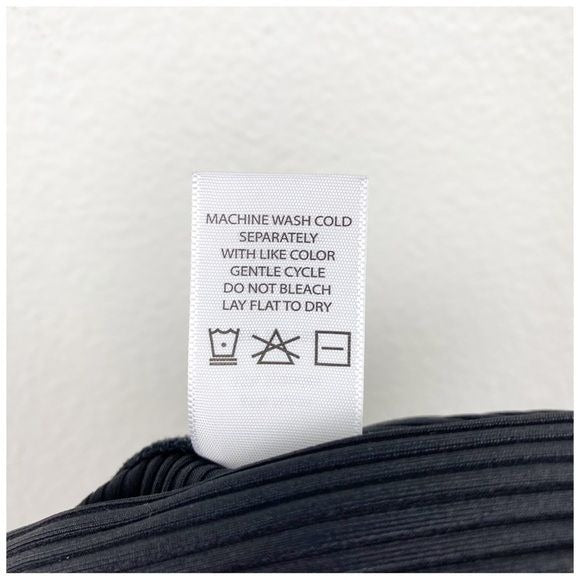 MACHINE WASH COLD
SEPARATELY
WITH LIKE COLOR
GENTLE CYCLE
DO NOT BLEACH
LAY FLAT TO DRY